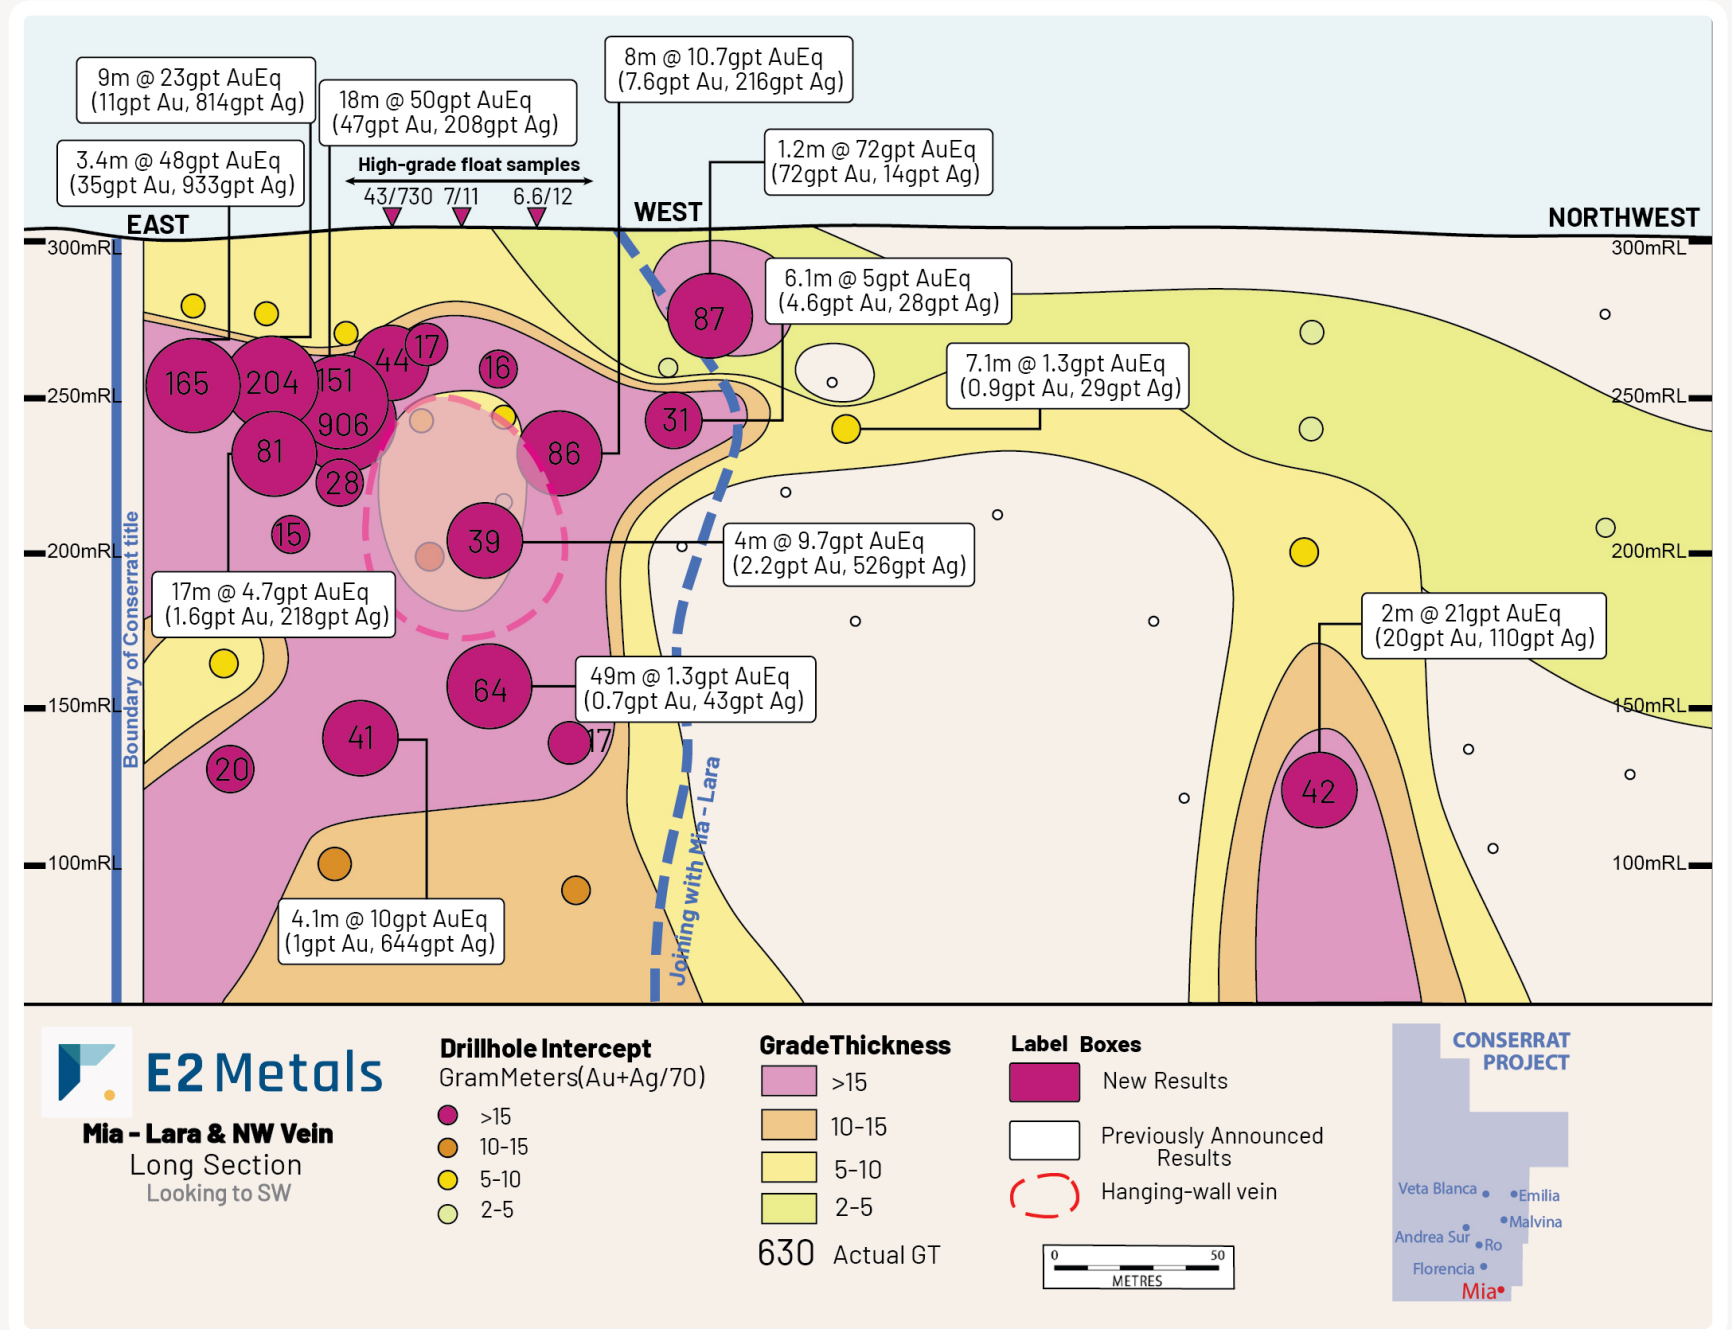 8m @ 10.7gpt AuEq
(7.6gpt Au, 216gpt Ag)
9m @ 23gpt AuEq
(11gpt Au, 814gpt Ag)
18m @ 50gpt AuEq
(47gpt Au, 208gpt Ag)
3.4m @ 48gpt AuEq
(35gpt Au, 933gpt Ag)
High-grade float samples
43/730 7/11 6.6/12
1.2m @ 72gpt AuEq
(72gpt Au, 14gpt Ag)
EAST
WEST
NORTHWEST
300mRL
300mRL
6.1m @ 5gpt AuEq
(4.6gpt Au, 28gpt Ag)
87
17
44
16
7.1m @ 1.3gpt AuEq
(0.9gpt Au, 29gpt Ag)
165
204
151
250mRL
250mRL
906
31
81
86
28
15
39
4m @ 9.7gpt AuEq
(2.2gpt Au, 526gpt Ag)
200mRL
200mRL
17m @ 4.7gpt AuEq
(1.6gpt Au, 218gpt Ag)
2m @ 21gpt AuEq
(20gpt Au, 110gpt Ag)
Boundary of Conserrat title
64
49m @ 1.3gpt AuEq
(0.7gpt Au, 43gpt Ag)
150mRL
150mRL
41
17
20
42
Joining with Mia - Lara
100mRL
100mRL
4.1m @ 10gpt AuEq
(1gpt Au, 644gpt Ag)
E2 Metals
Mia - Lara & NW Vein
Long Section
Looking to SW
Drillhole Intercept
GramMeters(Au+Ag/70)
>15
10-15
5-10
2-5
GradeThickness
>15
10-15
5-10
2-5
630 Actual GT
Label Boxes
New Results
Previously Announced
Results
Hanging-wall vein
0 50
METRES
CONSERRAT
PROJECT
Veta Blanca
Emilia
Malvina
Andrea Sur
Ro
Florencia
Mia